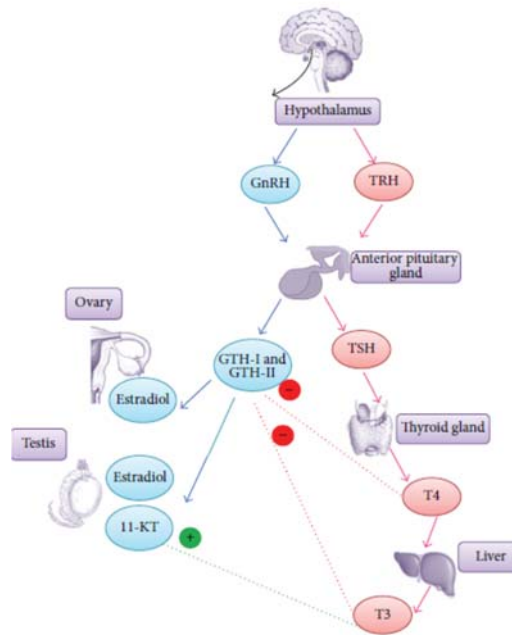 Hypothalamus
GnRH
TRH
Anterior pituitary
gland
Ovary
GTH-I and
GTH-II
TSH
−
Estradiol
−
Thyroid gland
Testis
Estradiol
T4
11-KT
+
Liver
T3